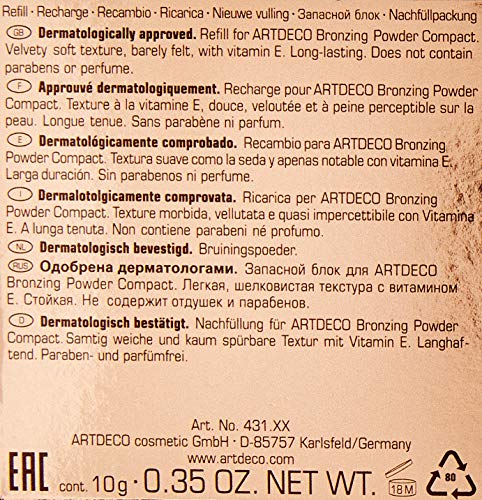 Refill - Recharge - Recambio - Ricarica - Nieuwe vulling - Запасной блок - Nachfüllpackung
GB Dermatologically approved. Refill for ARTDECO Bronzing Powder Compact.
Velvety soft texture, barely felt, with vitamin E. Long-lasting. Does not contain
parabens or perfume.
F Approuvé dermatologiquement. Recharge pour ARTDECO Bronzing Powder
Compact. Texture à la vitamine E, douce, veloutée et à peine perceptible sur la
peau. Longue tenue. Sans parabène ni parfum.
E Dermatológicamente comprobado. Recambio para ARTDECO Bronzing
Powder Compact. Textura suave como la seda y apenas notable con vitamina E.
Larga duración. Sin parabenos ni perfume.
I Dermatotolgicamente comprovata. Ricarica per ARTDECO Bronzing
Powder Compact. Texture morbida, vellutata e quasi impercettibile con Vitamina
E. A lunga tenuta. Non contiene parabeni né profumo.
NL Dermatologisch bevestigd. Bruiningspoeder.
RUS Одобрена дерматологами. Запасной блок для ARTDECO
Bronzing Powder Compact. Легкая, шелковистая текстура с витамином
Е. Стойкая. Не содержит отдушек и парабенов.
D Dermatologisch bestätigt. Nachfüllung für ARTDECO Bronzing Powder
Compact. Samtig weiche und kaum spürbare Textur mit Vitamin E. Langhaf-
tend. Paraben- und parfümfrei.
Art. No. 431.XX
ARTDECO cosmetic GmbH · D-85757 Karlsfeld/Germany
www.artdeco.com
EAC cont. 10g · 0.35 OZ. NET WT. 18M 80